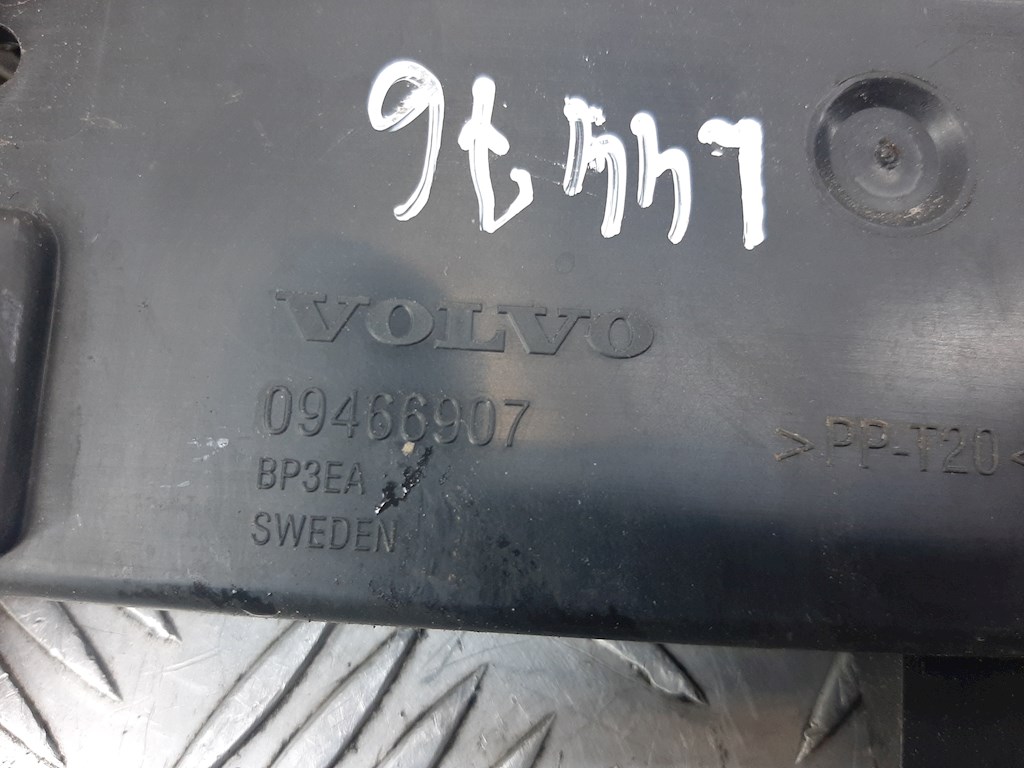 VOLVO
09466907
BP3EA
SWEDEN
>PP-T20<